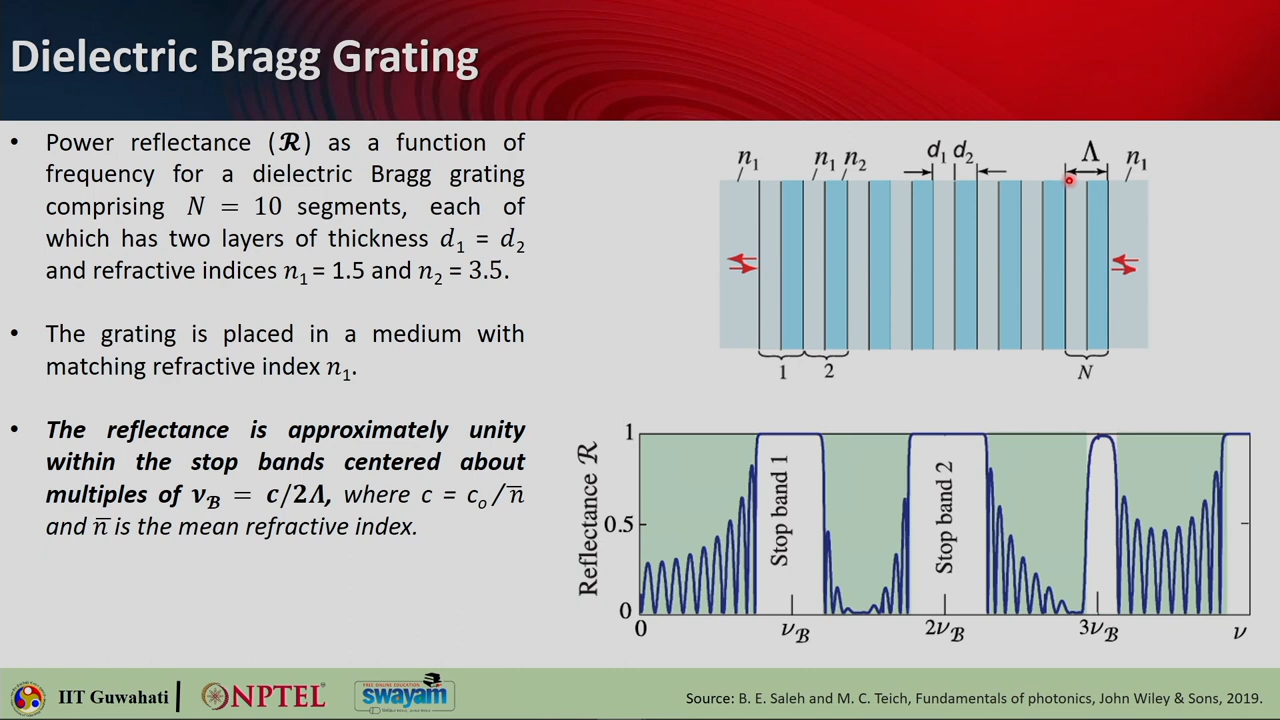 Dielectric Bragg Grating
• Power reflectance (𝓡) as a function of
frequency for a dielectric Bragg grating
comprising N = 10 segments, each of
which has two layers of thickness d₁ = d₂
and refractive indices n₁ = 1.5 and n₂ = 3.5.
• The grating is placed in a medium with
matching refractive index n₁.
• The reflectance is approximately unity
within the stop bands centered about
multiples of ν_𝓑 = c/2Λ, where c = cₒ/n̅
and n̅ is the mean refractive index.
n₁ n₁ n₂ d₁ d₂ Λ n₁
1 2 N
Reflectance 𝓡
1
0.5
0
Stop band 1
Stop band 2
0 ν_𝓑 2ν_𝓑 3ν_𝓑 ν
IIT Guwahati
NPTEL
FREE ONLINE EDUCATION
swayam
Source: B. E. Saleh and M. C. Teich, Fundamentals of photonics, John Wiley & Sons, 2019.